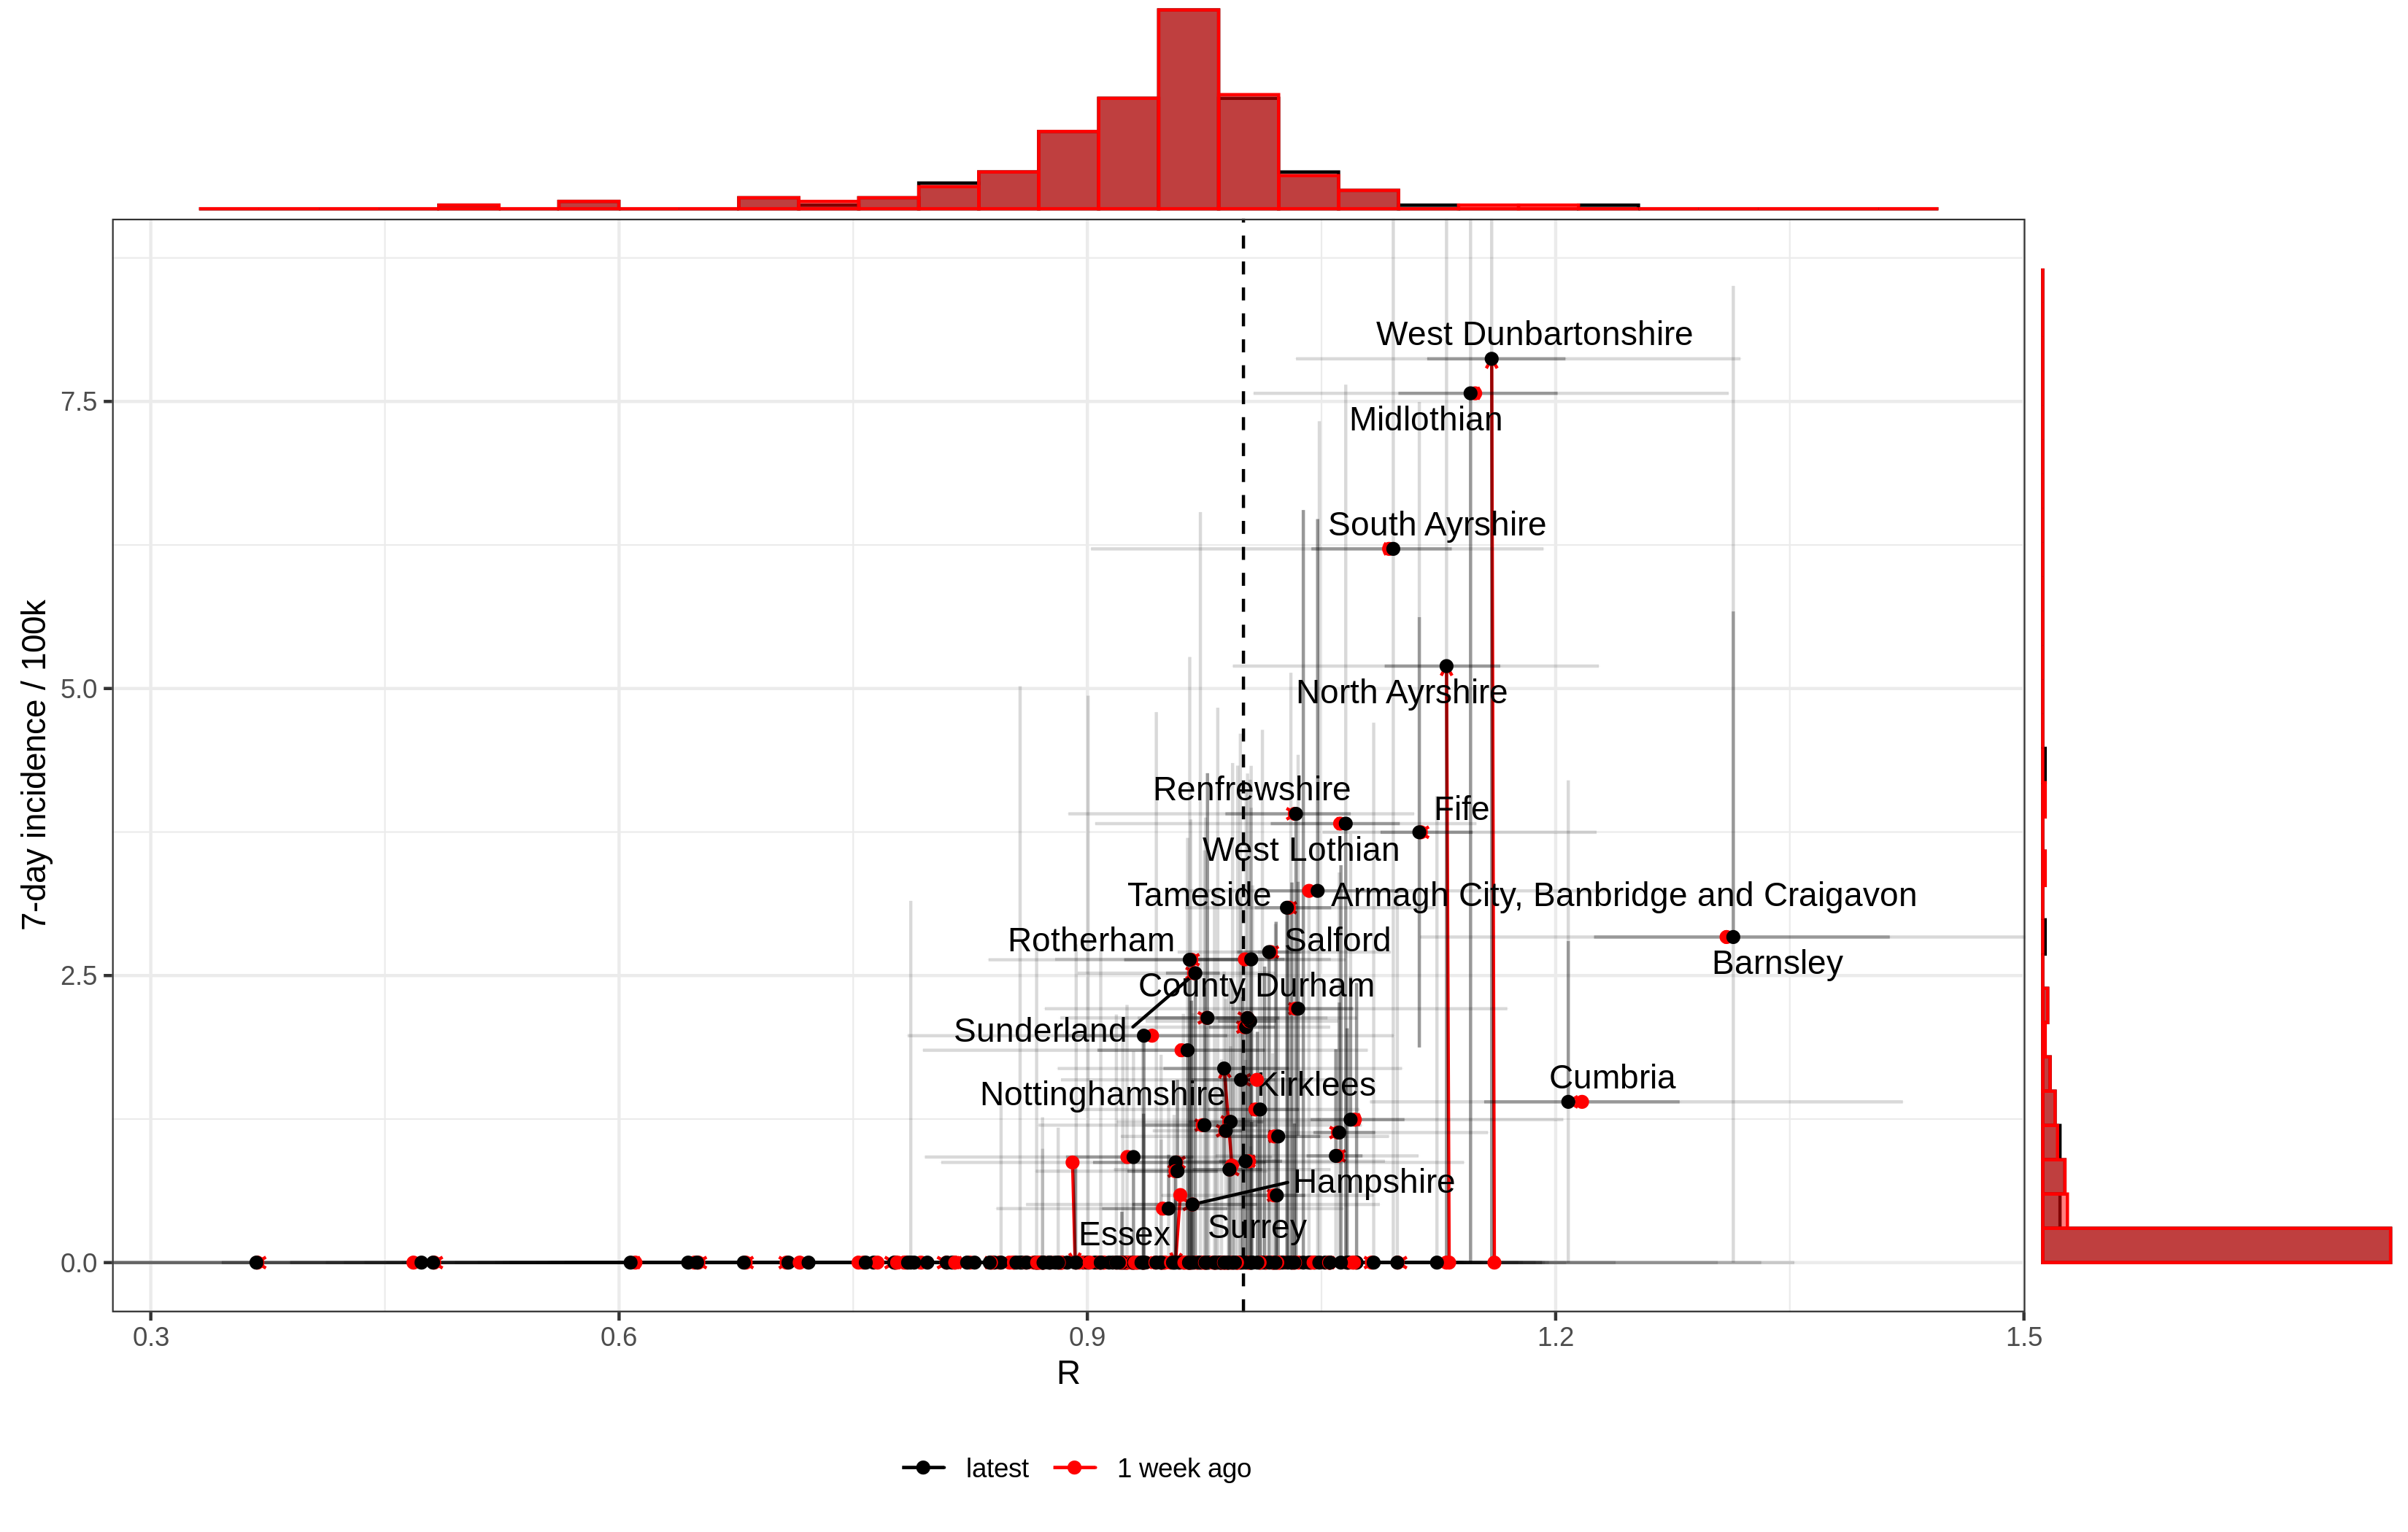 West Dunbartonshire
7.5
Midlothian
South Ayrshire
7-day incidence / 100k
5.0
North Ayrshire
Renfrewshire
Fife
West Lothian
Tameside
Armagh City, Banbridge and Craigavon
Rotherham
Salford
Barnsley
2.5
County Durham
Sunderland
Cumbria
Nottinghamshire
Kirklees
Hampshire
Essex
Surrey
0.0
0.3
0.6
0.9
1.2
1.5
R
latest
1 week ago